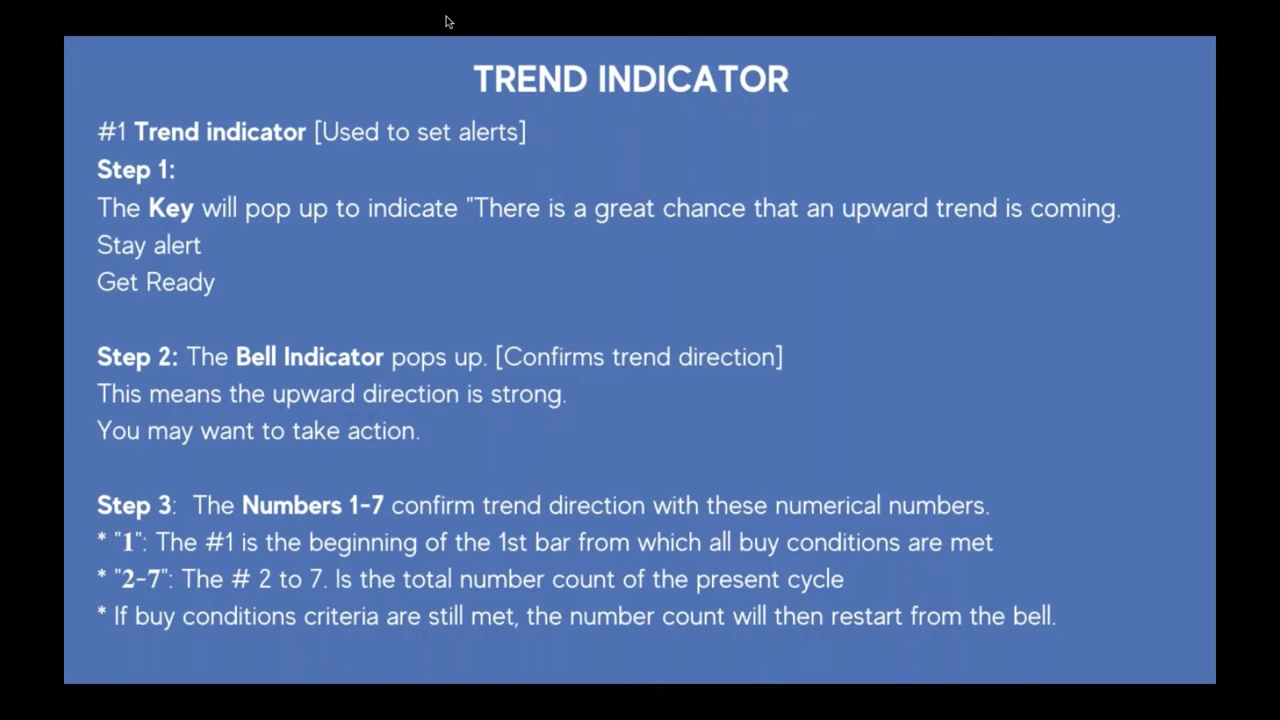 TREND INDICATOR
#1 Trend indicator [Used to set alerts]
Step 1:
The Key will pop up to indicate "There is a great chance that an upward trend is coming.
Stay alert
Get Ready
Step 2: The Bell Indicator pops up. [Confirms trend direction]
This means the upward direction is strong.
You may want to take action.
Step 3: The Numbers 1-7 confirm trend direction with these numerical numbers.
* "1": The #1 is the beginning of the 1st bar from which all buy conditions are met
* "2-7": The # 2 to 7. Is the total number count of the present cycle
* If buy conditions criteria are still met, the number count will then restart from the bell.